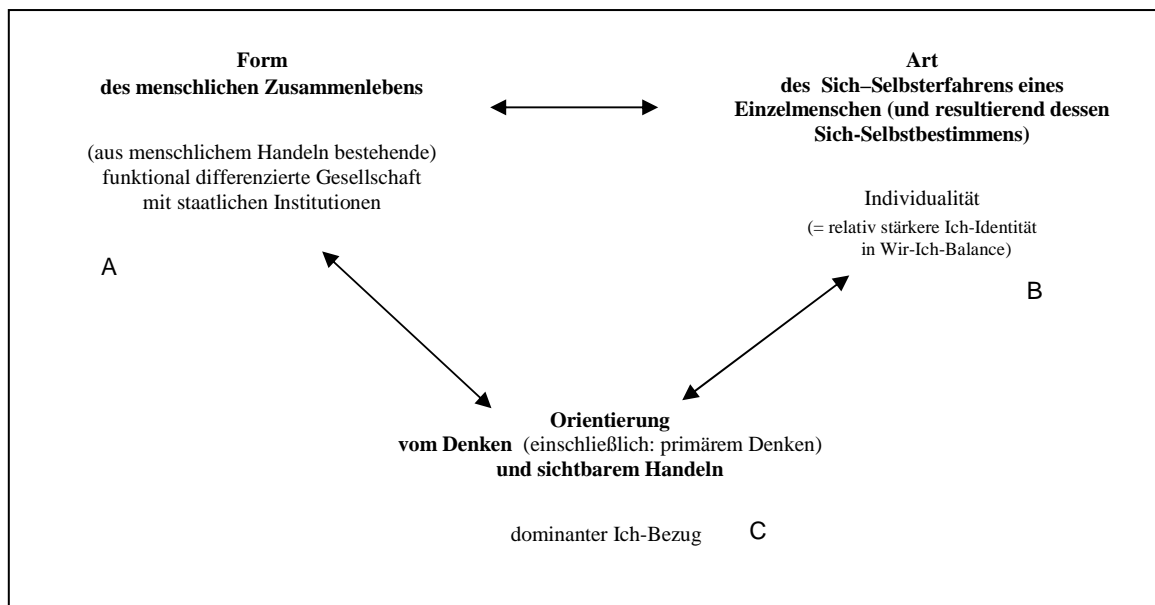 Form
des menschlichen Zusammenlebens
(aus menschlichem Handeln bestehende)
funktional differenzierte Gesellschaft
mit staatlichen Institutionen
A
Art
des Sich–Selbsterfahrens eines
Einzelmenschen (und resultierend dessen
Sich-Selbstbestimmens)
Individualität
(= relativ stärkere Ich-Identität
in Wir-Ich-Balance)
B
Orientierung
vom Denken (einschließlich: primärem Denken)
und sichtbarem Handeln
dominanter Ich-Bezug
C